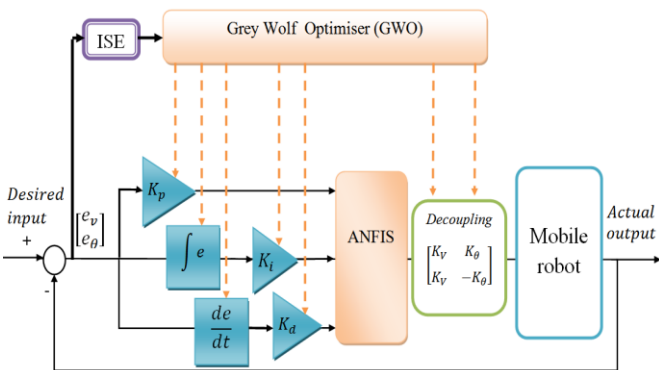 ISE
Grey Wolf Optimiser (GWO)
Desired
input
+
-
[e_v
e_θ]
K_p
∫ e
K_i
de
dt
K_d
ANFIS
Decoupling
[K_V K_θ
K_V −K_θ]
Mobile
robot
Actual
output